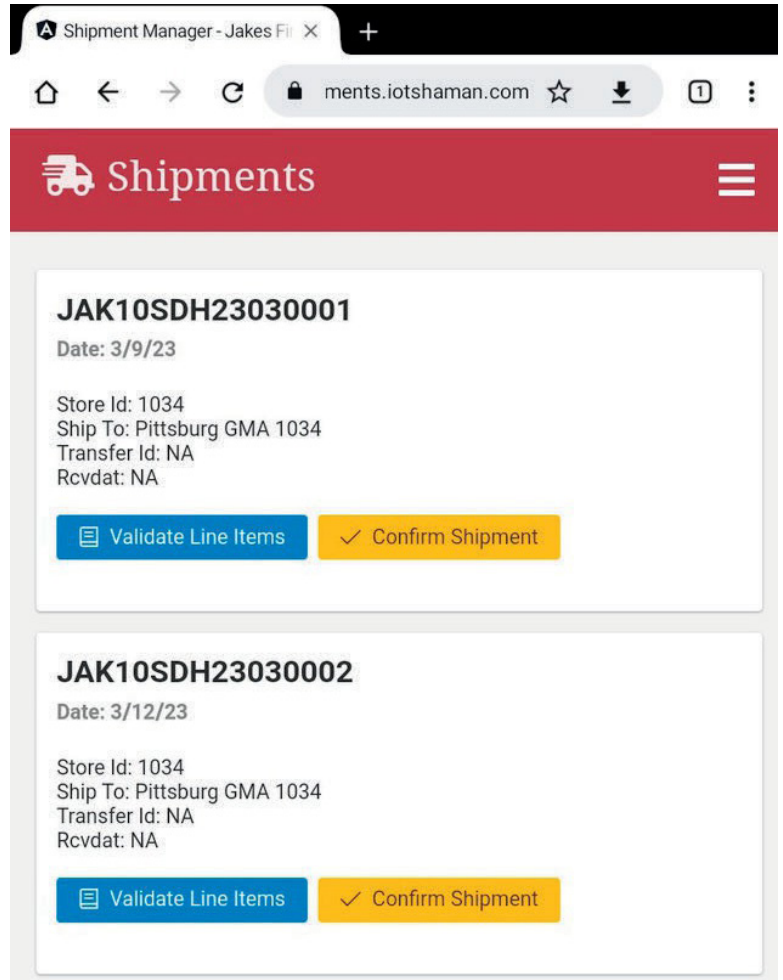 Shipment Manager - Jakes Fi
ments.iotshaman.com
1
Shipments
JAK10SDH23030001
Date: 3/9/23
Store Id: 1034
Ship To: Pittsburg GMA 1034
Transfer Id: NA
Rcvdat: NA
Validate Line Items
Confirm Shipment
JAK10SDH23030002
Date: 3/12/23
Store Id: 1034
Ship To: Pittsburg GMA 1034
Transfer Id: NA
Rcvdat: NA
Validate Line Items
Confirm Shipment